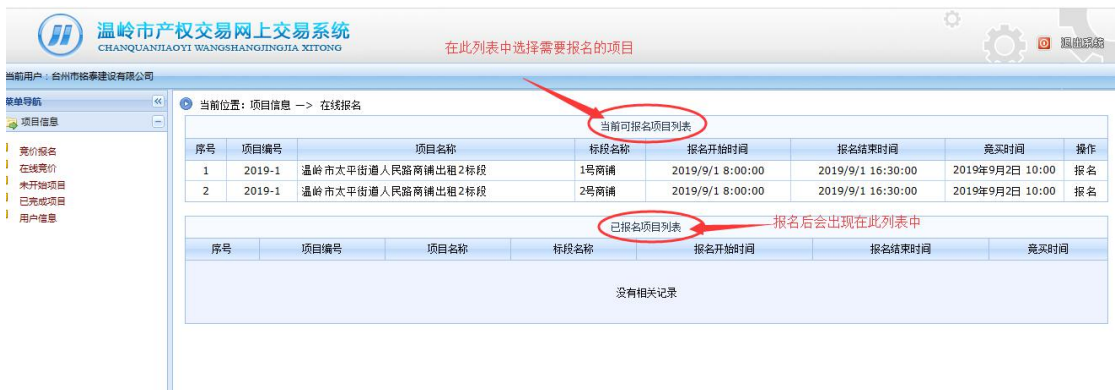 温岭市产权交易网上交易系统
CHANQUANJIAOYI WANGSHANGJINGJIA XITONG
在此列表中选择需要报名的项目
退出系统
当前用户：台州市铭泰建设有限公司
菜单导航
项目信息
竞价报名
在线竞价
未开始项目
已完成项目
用户信息
当前位置：项目信息 —> 在线报名
当前可报名项目列表
序号 项目编号 项目名称 标段名称 报名开始时间 报名结束时间 竞买时间 操作
1 2019-1 温岭市太平街道人民路商铺出租2标段 1号商铺 2019/9/1 8:00:00 2019/9/1 16:30:00 2019年9月2日 10:00 报名
2 2019-1 温岭市太平街道人民路商铺出租2标段 2号商铺 2019/9/1 8:00:00 2019/9/1 16:30:00 2019年9月2日 10:00 报名
已报名项目列表
报名后会出现在此列表中
序号 项目编号 项目名称 标段名称 报名开始时间 报名结束时间 竞买时间
没有相关记录